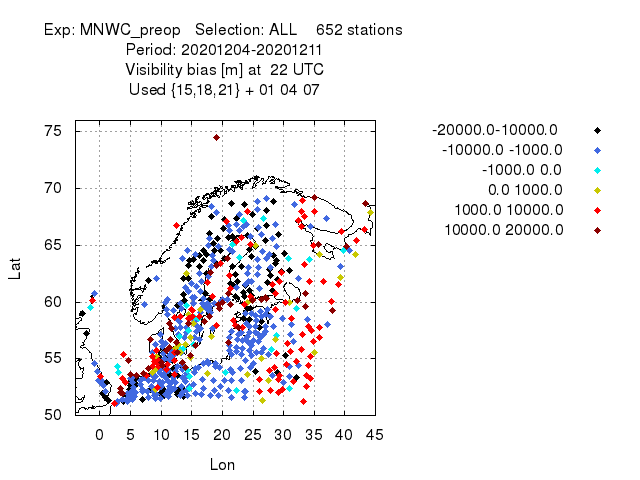 Exp: MNWC_preop   Selection: ALL    652 stations
Period: 20201204-20201211
Visibility bias [m] at  22 UTC
Used {15,18,21} + 01 04 07
-20000.0-10000.0
-10000.0 -1000.0
-1000.0 0.0
0.0 1000.0
1000.0 10000.0
10000.0 20000.0
75
70
65
60
55
50
Lat
0 5 10 15 20 25 30 35 40 45
Lon